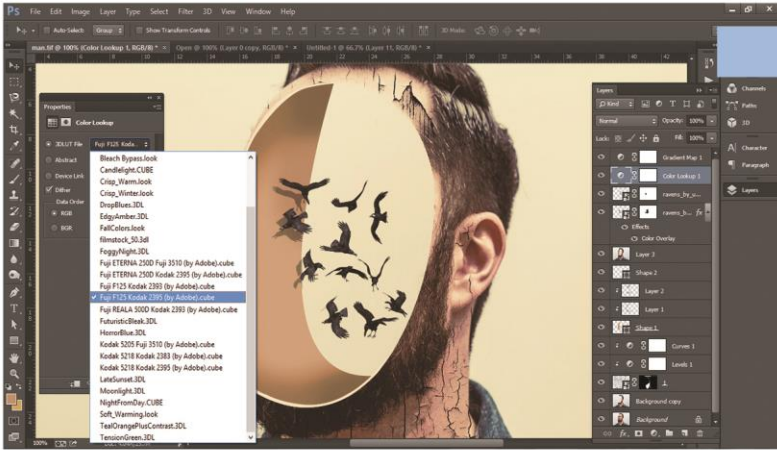 Ps File Edit Image Layer Type Select Filter 3D View Window Help
Auto-Select: Group Show Transform Controls 3D Mode:
man.tif @ 100% (Color Lookup 1, RGB/8) * × Open @ 100% (Layer 0 copy, RGB/8) * × Untitled-1 @ 66.7% (Layer 11, RGB/8) * ×
Properties
Color Lookup
3DLUT File Fuji F125 Koda...
Abstract
Device Link
Dither
Data Order
RGB
BGR
Bleach Bypass.look
Candlelight.CUBE
Crisp_Warm.look
Crisp_Winter.look
DropBlues.3DL
EdgyAmber.3DL
FallColors.look
filmstock_50.3dl
FoggyNight.3DL
Fuji ETERNA 250D Fuji 3510 (by Adobe).cube
Fuji ETERNA 250D Kodak 2395 (by Adobe).cube
Fuji F125 Kodak 2393 (by Adobe).cube
Fuji F125 Kodak 2395 (by Adobe).cube
Fuji REALA 500D Kodak 2393 (by Adobe).cube
FuturisticBleak.3DL
HorrorBlue.3DL
Kodak 5205 Fuji 3510 (by Adobe).cube
Kodak 5218 Kodak 2383 (by Adobe).cube
Kodak 5218 Kodak 2395 (by Adobe).cube
LateSunset.3DL
Moonlight.3DL
NightFromDay.CUBE
Soft_Warming.look
TealOrangePlusContrast.3DL
TensionGreen.3DL
100%
Layers
Kind
Normal Opacity: 100%
Lock: Fill: 100%
Gradient Map 1
Color Lookup 1
ravens_by_u...
ravens_b... fx
Effects
Color Overlay
Layer 3
Shape 2
Layer 2
Layer 1
Shape 1
Curves 1
Levels 1
Background copy
Background
Channels
Paths
3D
Character
Paragraph
Layers